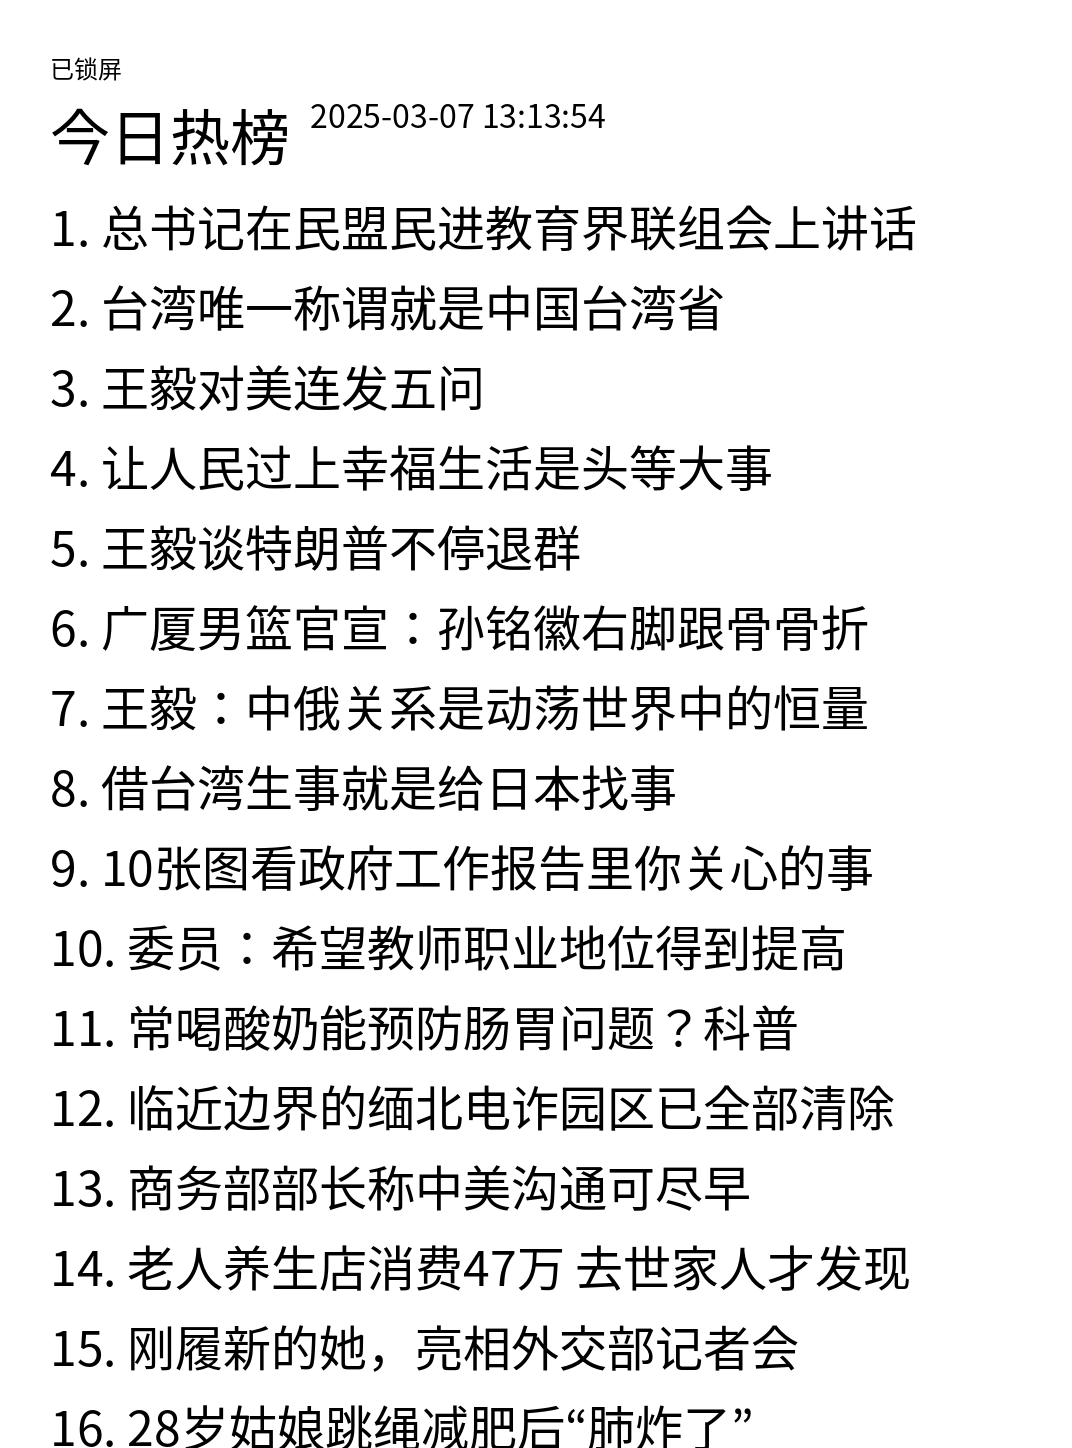 已锁屏
今日热榜 2025-03-07 13:13:54
1. 总书记在民盟民进教育界联组会上讲话
2. 台湾唯一称谓就是中国台湾省
3. 王毅对美连发五问
4. 让人民过上幸福生活是头等大事
5. 王毅谈特朗普不停退群
6. 广厦男篮官宣：孙铭徽右脚跟骨骨折
7. 王毅：中俄关系是动荡世界中的恒量
8. 借台湾生事就是给日本找事
9. 10张图看政府工作报告里你关心的事
10. 委员：希望教师职业地位得到提高
11. 常喝酸奶能预防肠胃问题？科普
12. 临近边界的缅北电诈园区已全部清除
13. 商务部部长称中美沟通可尽早
14. 老人养生店消费47万 去世家人才发现
15. 刚履新的她，亮相外交部记者会
16. 28岁姑娘跳绳减肥后“肺炸了”